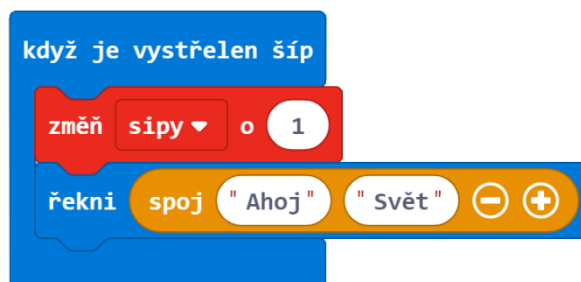 když je vystřelen šíp
změň sipy o 1
řekni spoj "Ahoj" "Svět"